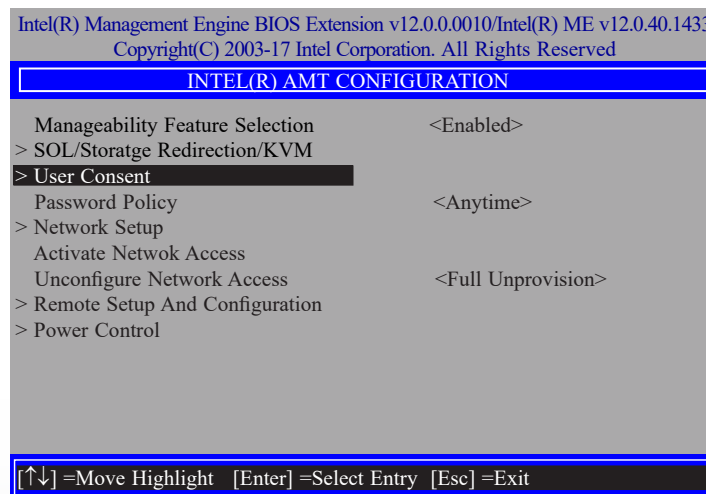 Intel(R) Management Engine BIOS Extension v12.0.0.0010/Intel(R) ME v12.0.40.1433
Copyright(C) 2003-17 Intel Corporation. All Rights Reserved
INTEL(R) AMT CONFIGURATION
Manageability Feature Selection <Enabled>
> SOL/Storatge Redirection/KVM
> User Consent
Password Policy <Anytime>
> Network Setup
Activate Netwok Access
Unconfigure Network Access <Full Unprovision>
> Remote Setup And Configuration
> Power Control
[↑↓] =Move Highlight [Enter] =Select Entry [Esc] =Exit